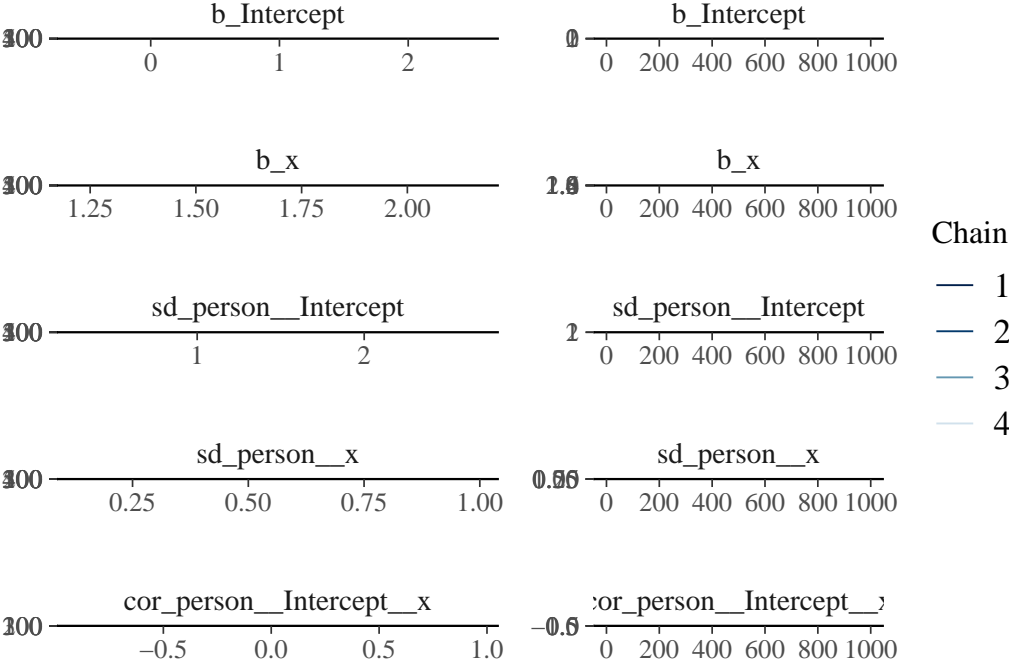 b_Intercept b_Intercept
0 1 2 0 200 400 600 800 1000
b_x b_x
1.25 1.50 1.75 2.00 0 200 400 600 800 1000
Chain
1
sd_person__Intercept sd_person__Intercept
2
1 2 0 200 400 600 800 1000
3
4
sd_person__x sd_person__x
0.25 0.50 0.75 1.00 0 200 400 600 800 1000
cor_person__Intercept__x cor_person__Intercept__x
−0.5 0.0 0.5 1.0 0 200 400 600 800 1000